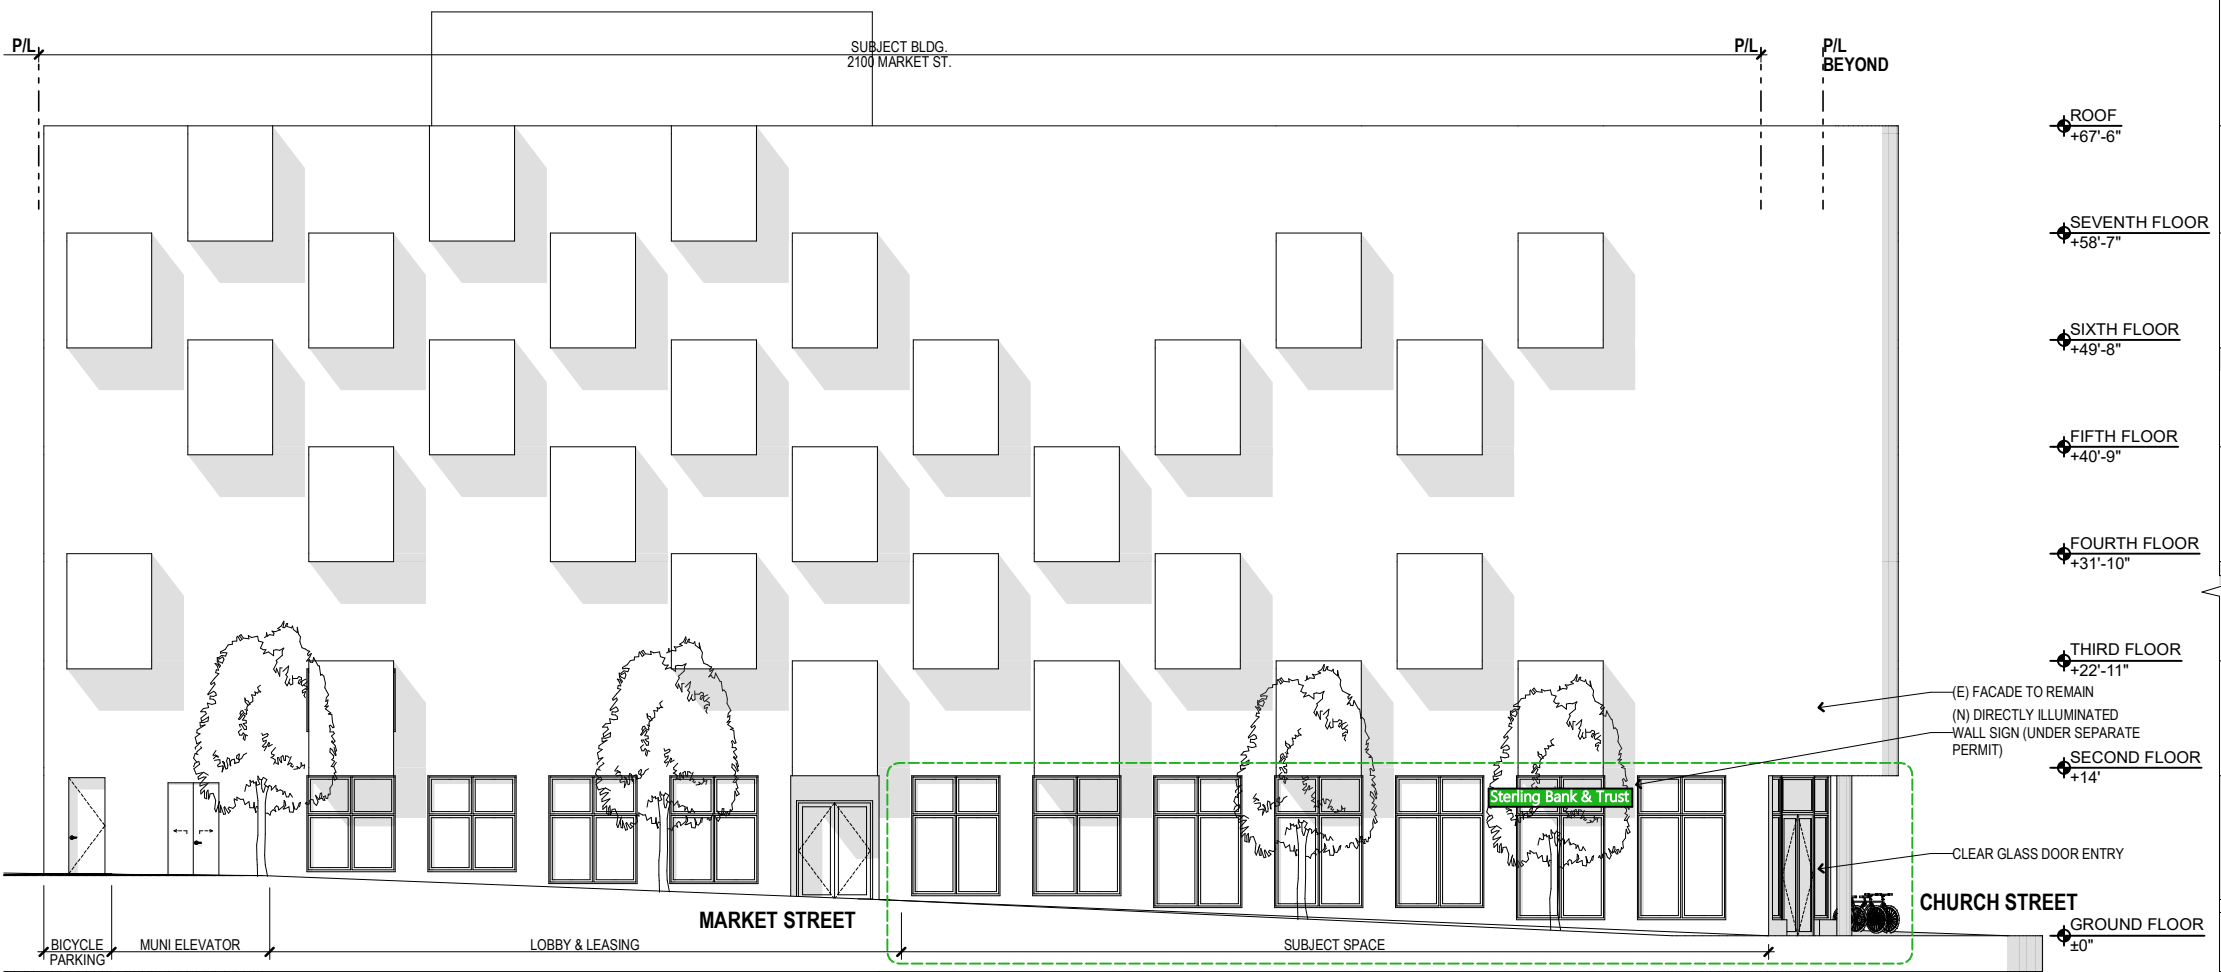 P/L
SUBJECT BLDG.
2100 MARKET ST.
P/L
P/L
BEYOND
ROOF
+67'-6"
SEVENTH FLOOR
+58'-7"
SIXTH FLOOR
+49'-8"
FIFTH FLOOR
+40'-9"
FOURTH FLOOR
+31'-10"
THIRD FLOOR
+22'-11"
(E) FACADE TO REMAIN
(N) DIRECTLY ILLUMINATED
WALL SIGN (UNDER SEPARATE
PERMIT)
SECOND FLOOR
+14'
Sterling Bank & Trust
CLEAR GLASS DOOR ENTRY
CHURCH STREET
MARKET STREET
GROUND FLOOR
±0"
BICYCLE
PARKING
MUNI ELEVATOR
LOBBY & LEASING
SUBJECT SPACE